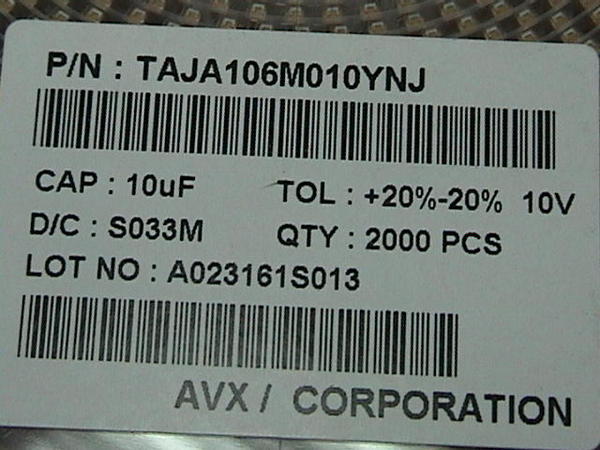 P/N : TAJA106M010YNJ
CAP : 10uF TOL : +20%-20% 10V
D/C : S033M QTY : 2000 PCS
LOT NO : A023161S013
AVX / CORPORATION